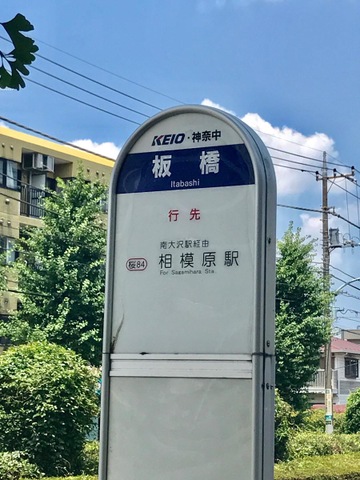 KEIO・神奈中
板橋
Itabashi
行先
南大沢駅経由
桜84 相模原駅
For Sagamihara Sta.